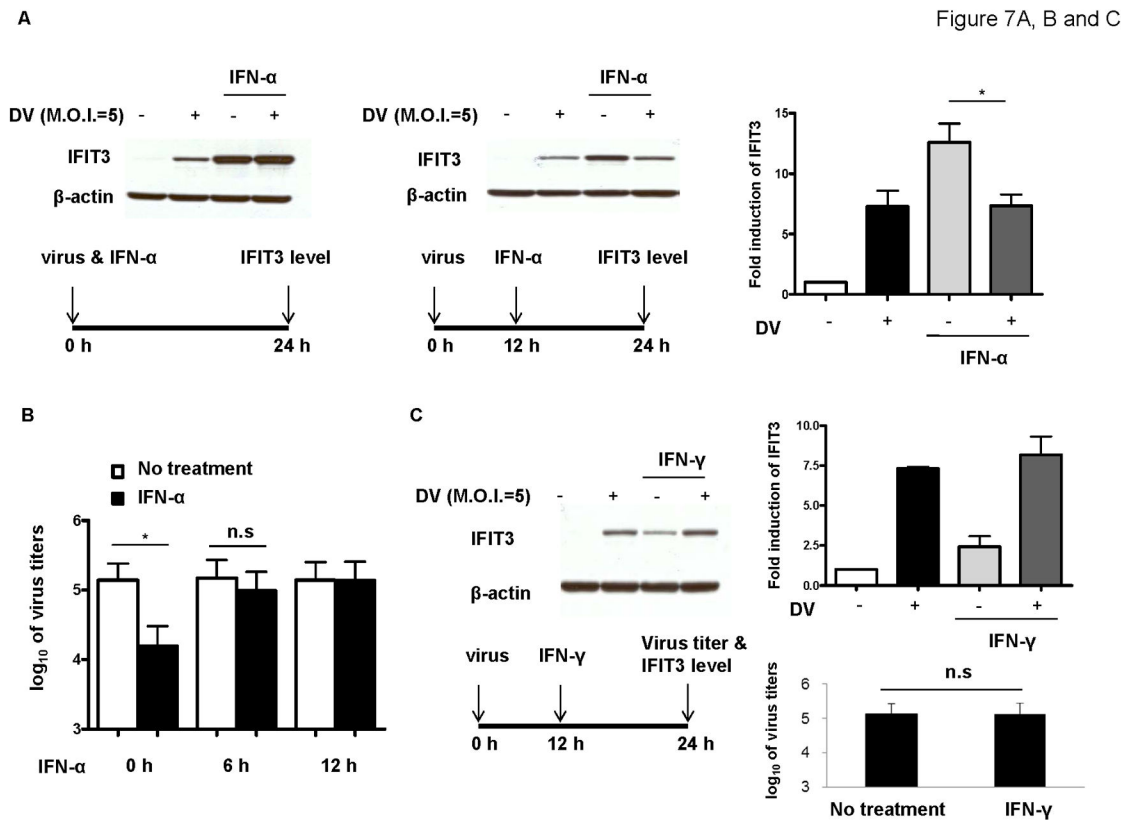 Figure 7A, B and C
A
IFN-α
DV (M.O.I.=5) - + - +
IFIT3
β-actin
virus & IFN-α IFIT3 level
0 h 24 h
IFN-α
DV (M.O.I.=5) - + - +
IFIT3
β-actin
virus IFN-α IFIT3 level
0 h 12 h 24 h
Fold induction of IFIT3
15
10
5
0
*
DV - + - +
IFN-α
B
No treatment
IFN-α
log10 of virus titers
6
5
4
3
* n.s
IFN-α 0 h 6 h 12 h
C
IFN-γ
DV (M.O.I.=5) - + - +
IFIT3
β-actin
Virus titer &
virus IFN-γ IFIT3 level
0 h 12 h 24 h
Fold induction of IFIT3
10.0
7.5
5.0
2.5
0.0
DV - + - +
IFN-γ
log10 of virus titers
6
5
4
3
n.s
No treatment IFN-γ